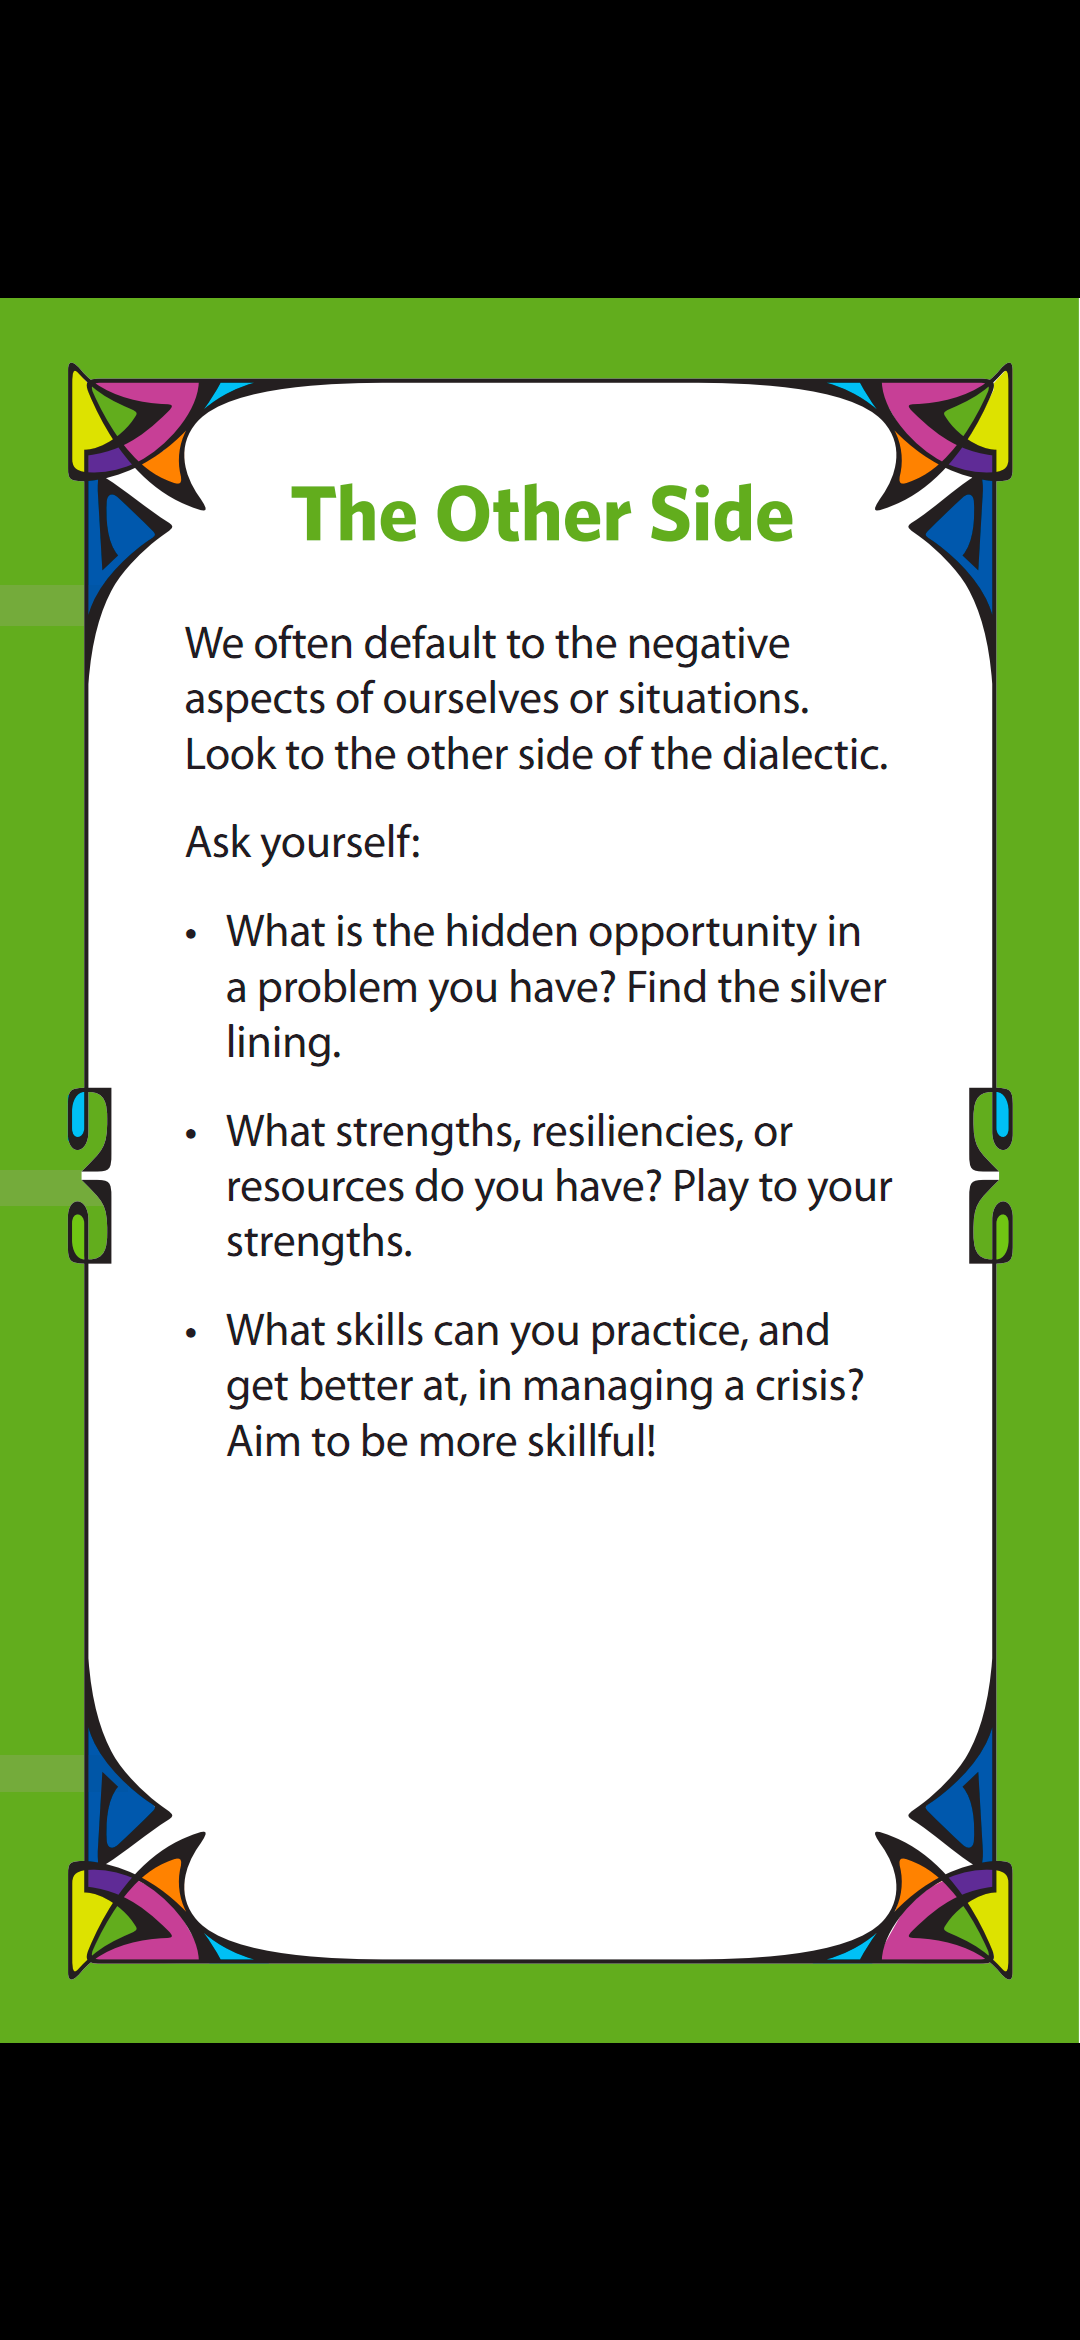 The Other Side
We often default to the negative
aspects of ourselves or situations.
Look to the other side of the dialectic.
Ask yourself:
• What is the hidden opportunity in
a problem you have? Find the silver
lining.
• What strengths, resiliencies, or
resources do you have? Play to your
strengths.
• What skills can you practice, and
get better at, in managing a crisis?
Aim to be more skillful!